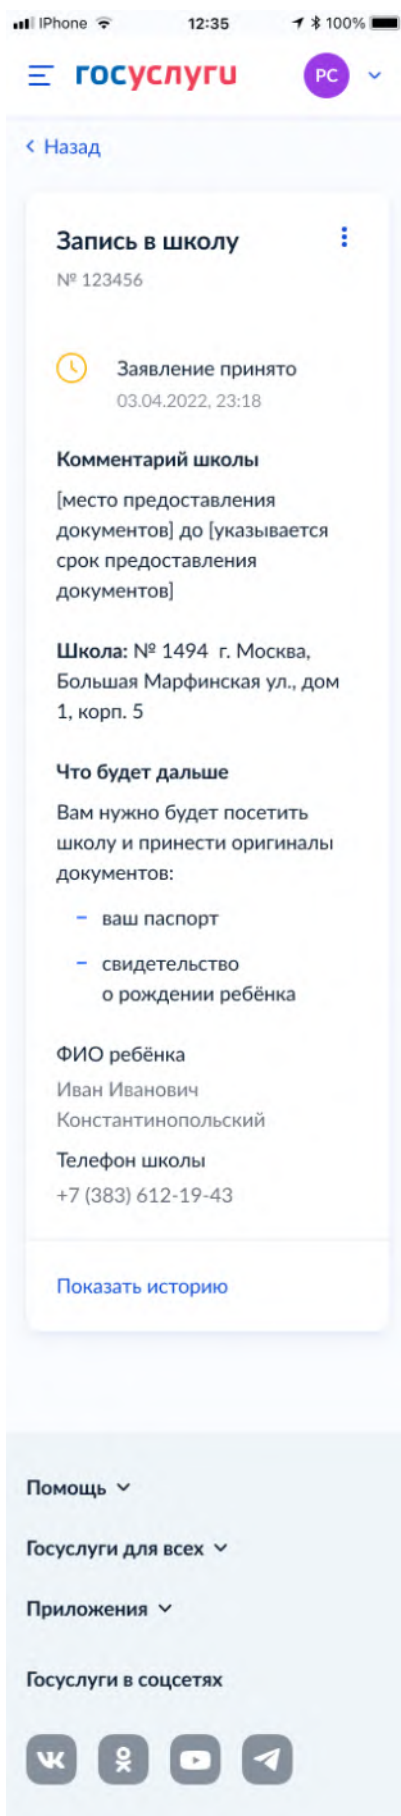 IPhone 12:35 100%
госуслуги РС
Назад
Запись в школу
№ 123456
Заявление принято
03.04.2022, 23:18
Комментарий школы
[место предоставления
документов] до [указывается
срок предоставления
документов]
Школа: № 1494 г. Москва,
Большая Марфинская ул., дом
1, корп. 5
Что будет дальше
Вам нужно будет посетить
школу и принести оригиналы
документов:
– ваш паспорт
– свидетельство
о рождении ребёнка
ФИО ребёнка
Иван Иванович
Константинопольский
Телефон школы
+7 (383) 612-19-43
Показать историю
Помощь
Госуслуги для всех
Приложения
Госуслуги в соцсетях